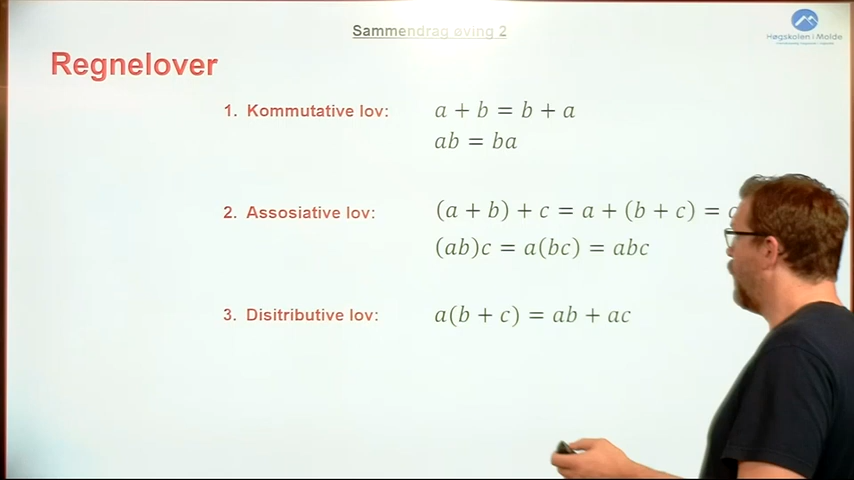 Sammendrag øving 2
Høgskolen i Molde
Regnelover
1. Kommutative lov: a + b = b + a
ab = ba
2. Assosiative lov: (a + b) + c = a + (b + c) =
(ab)c = a(bc) = abc
3. Disitributive lov: a(b + c) = ab + ac